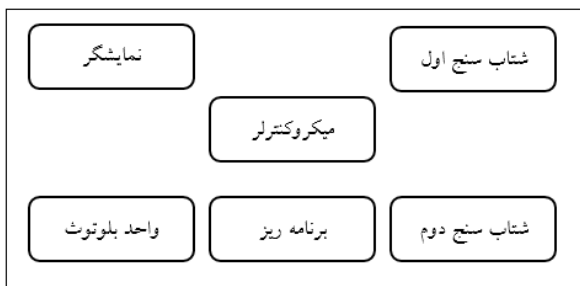 شتاب سنج اول
نمایشگر
میکروکنترلر
شتاب سنج دوم
برنامه ریز
واحد بلوتوث